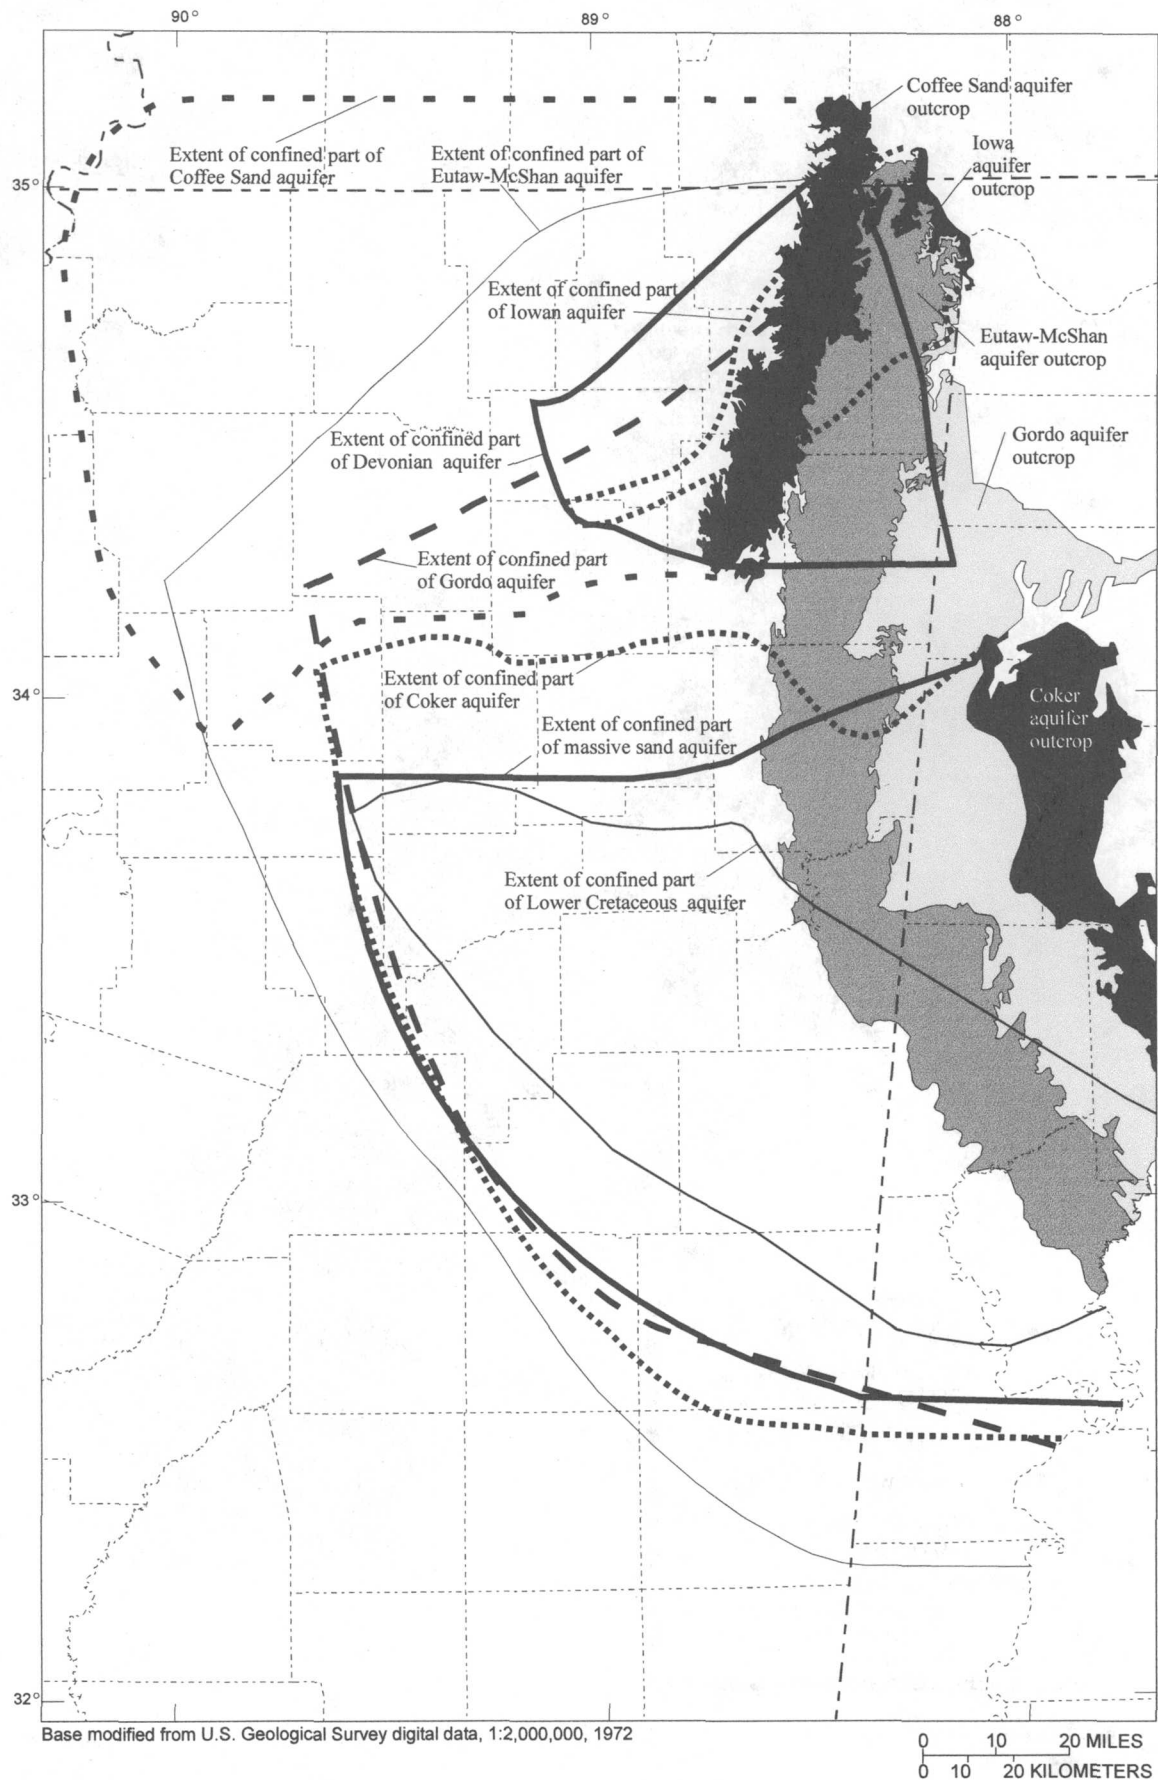 90°
89°
88°
Coffee Sand aquifer
outcrop
Extent of confined part of
Coffee Sand aquifer
Extent of confined part of
Eutaw-McShan aquifer
Iowa
aquifer
outcrop
35°
Extent of confined part
of Iowan aquifer
Eutaw-McShan
aquifer outcrop
Extent of confined part
of Devonian aquifer
Gordo aquifer
outcrop
Extent of confined part
of Gordo aquifer
Extent of confined part
of Coker aquifer
34°
Coker
aquifer
outcrop
Extent of confined part
of massive sand aquifer
Extent of confined part
of Lower Cretaceous aquifer
33°
32°
Base modified from U.S. Geological Survey digital data, 1:2,000,000, 1972
0 10 20 MILES
0 10 20 KILOMETERS